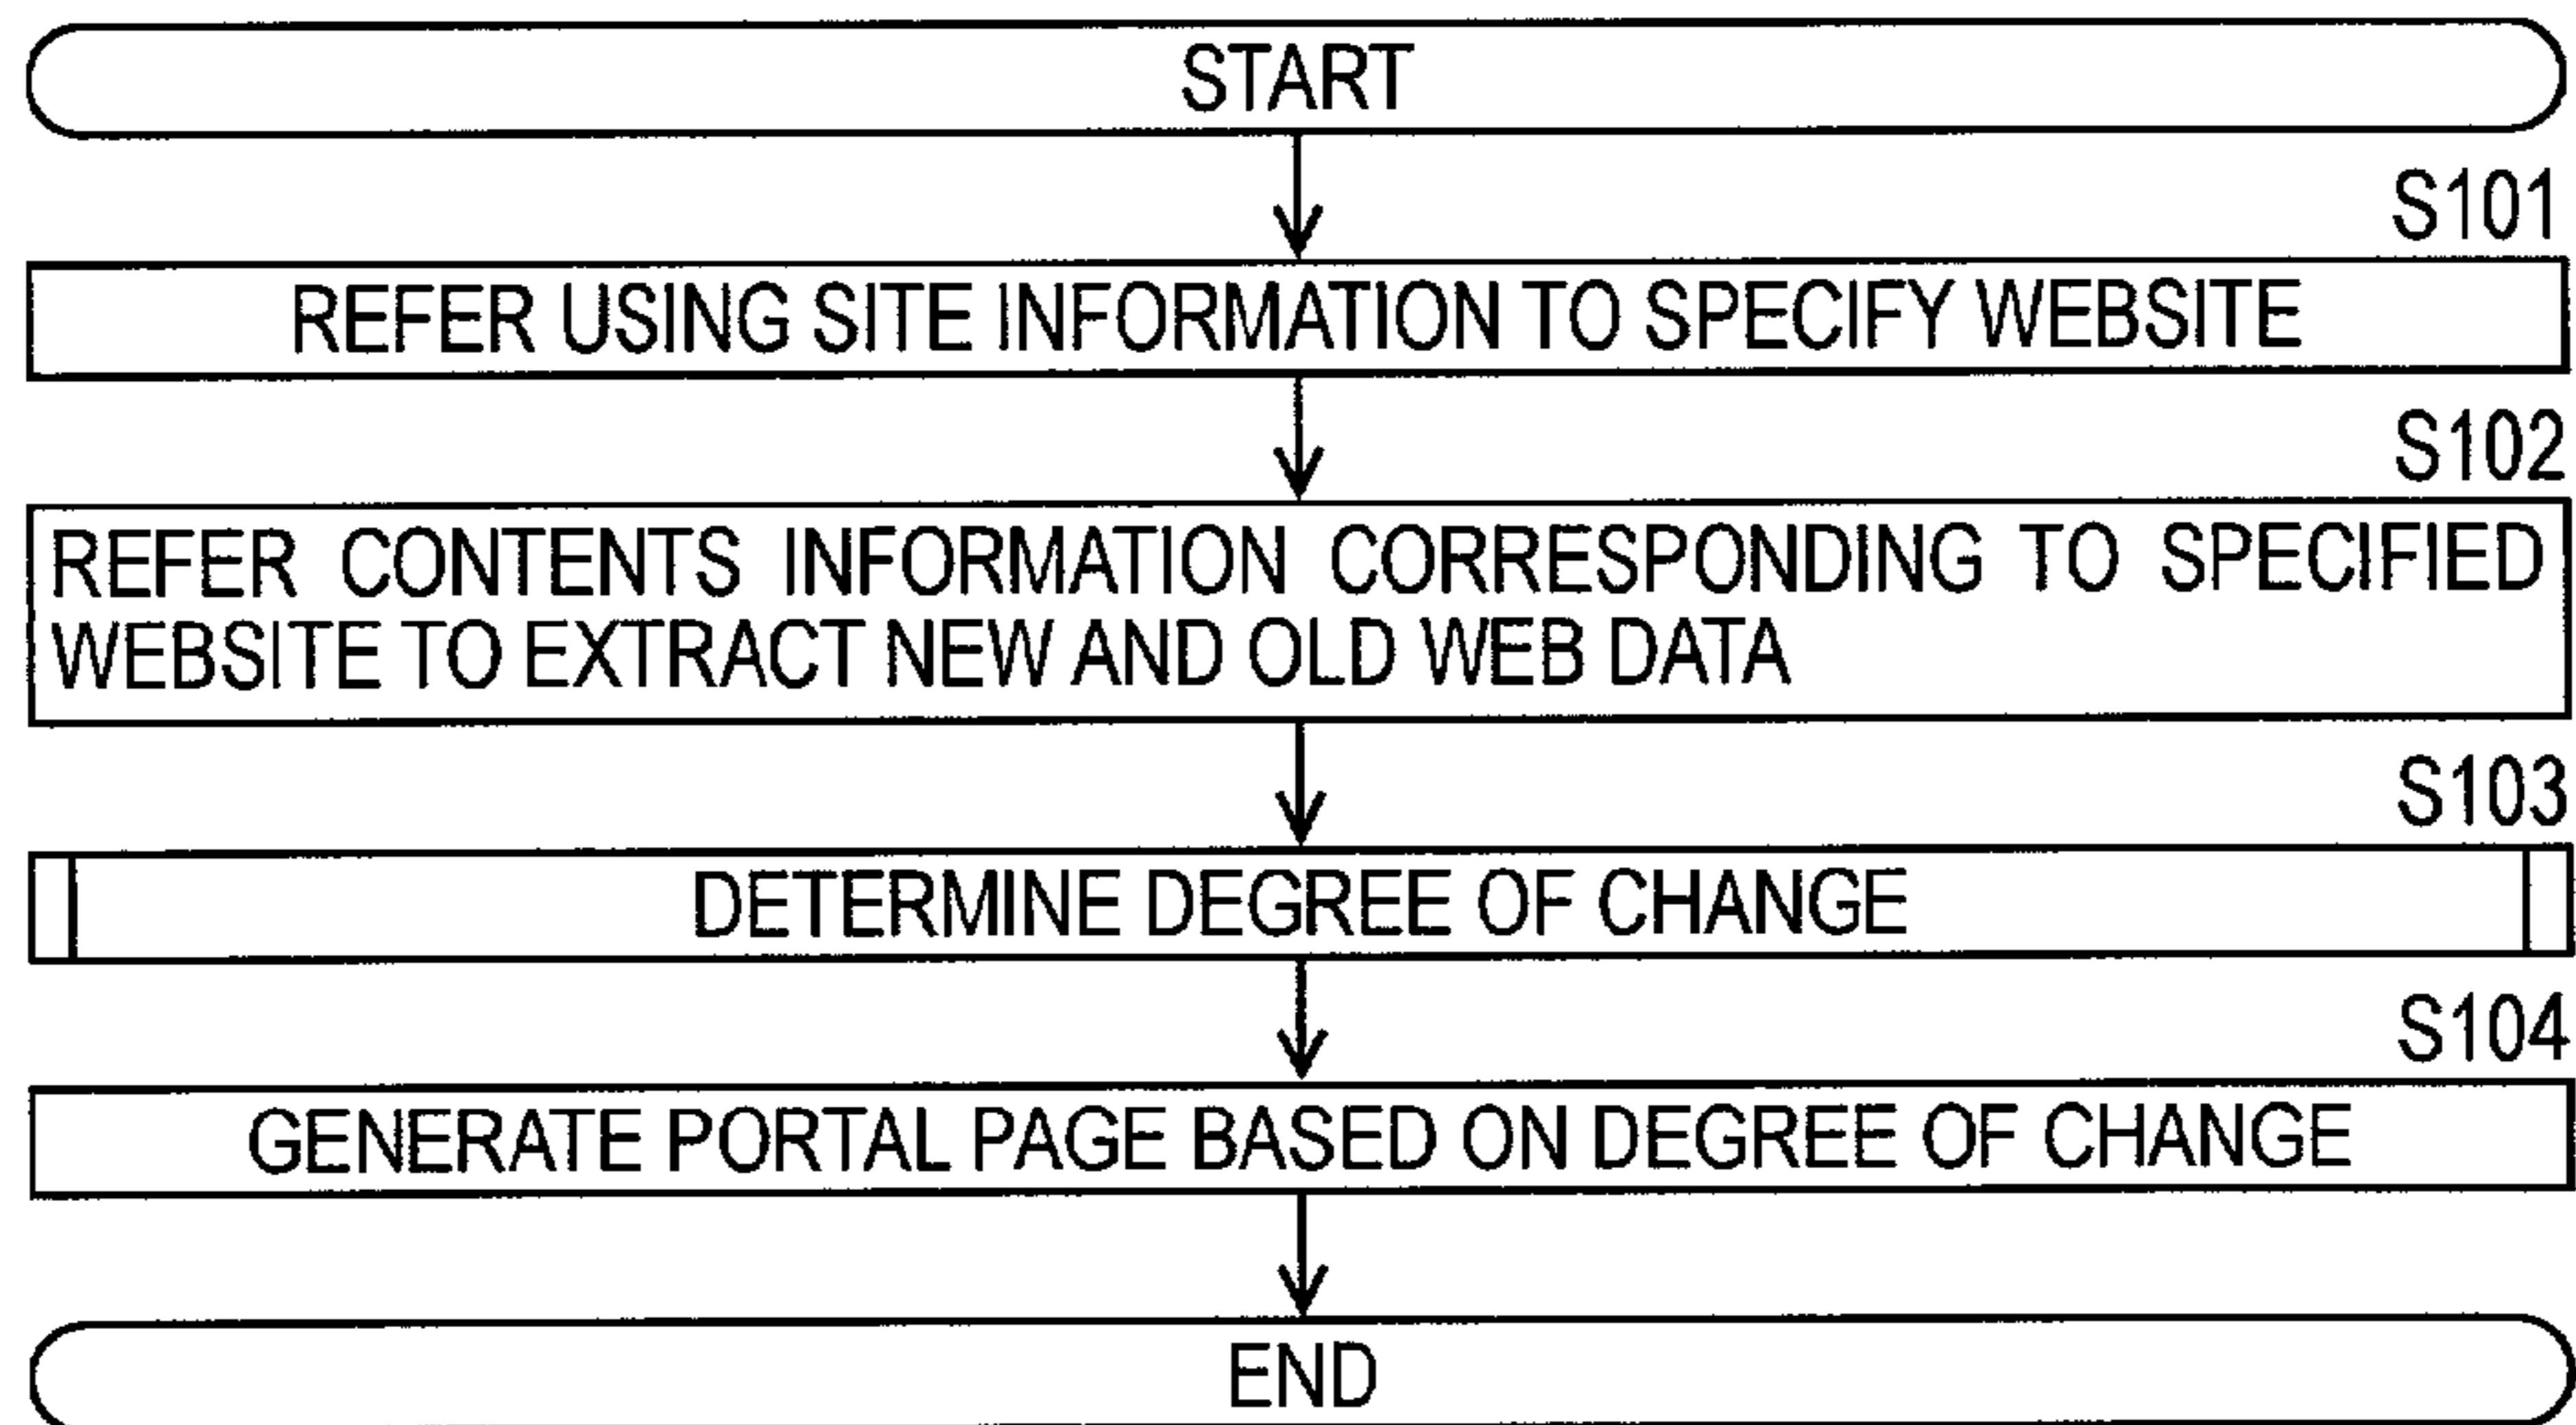 START
S101
REFER USING SITE INFORMATION TO SPECIFY WEBSITE
S102
REFER CONTENTS INFORMATION CORRESPONDING TO SPECIFIED
WEBSITE TO EXTRACT NEW AND OLD WEB DATA
S103
DETERMINE DEGREE OF CHANGE
S104
GENERATE PORTAL PAGE BASED ON DEGREE OF CHANGE
END